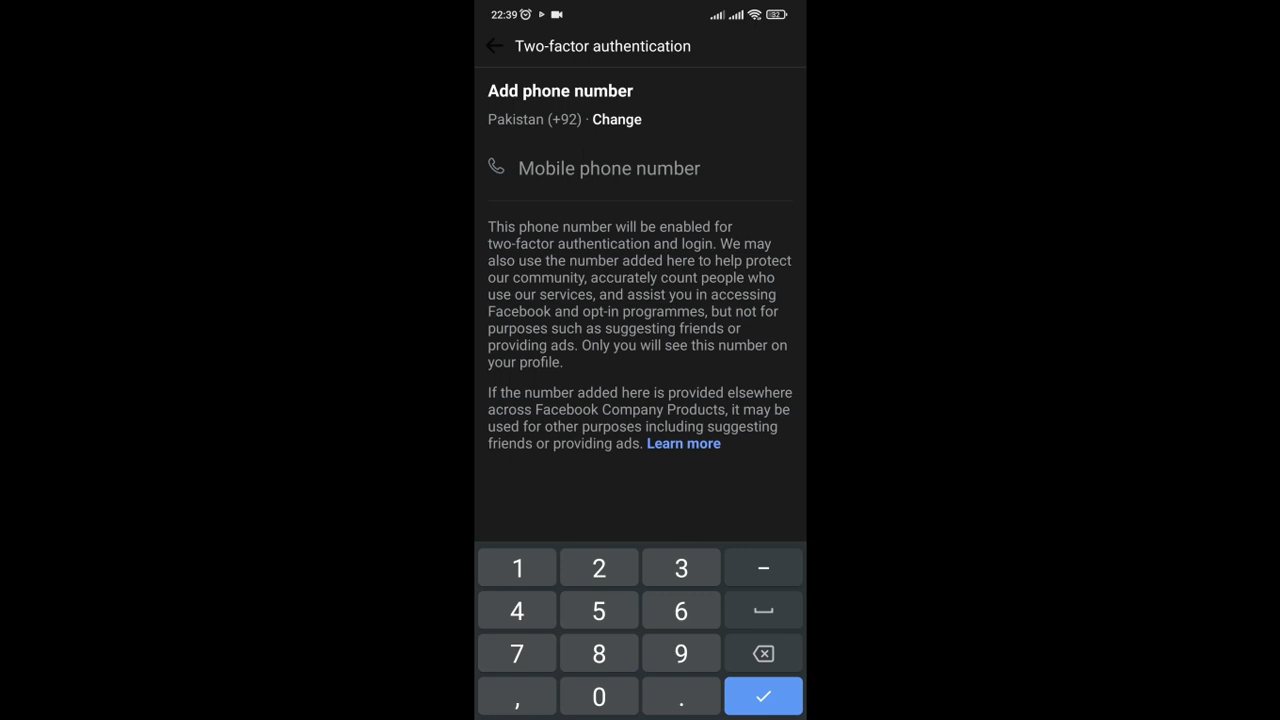 22:39
92
Two-factor authentication
Add phone number
Pakistan (+92) · Change
Mobile phone number
This phone number will be enabled for
two-factor authentication and login. We may
also use the number added here to help protect
our community, accurately count people who
use our services, and assist you in accessing
Facebook and opt-in programmes, but not for
purposes such as suggesting friends or
providing ads. Only you will see this number on
your profile.
If the number added here is provided elsewhere
across Facebook Company Products, it may be
used for other purposes including suggesting
friends or providing ads. Learn more
1 2 3 –
4 5 6
7 8 9
, 0 .